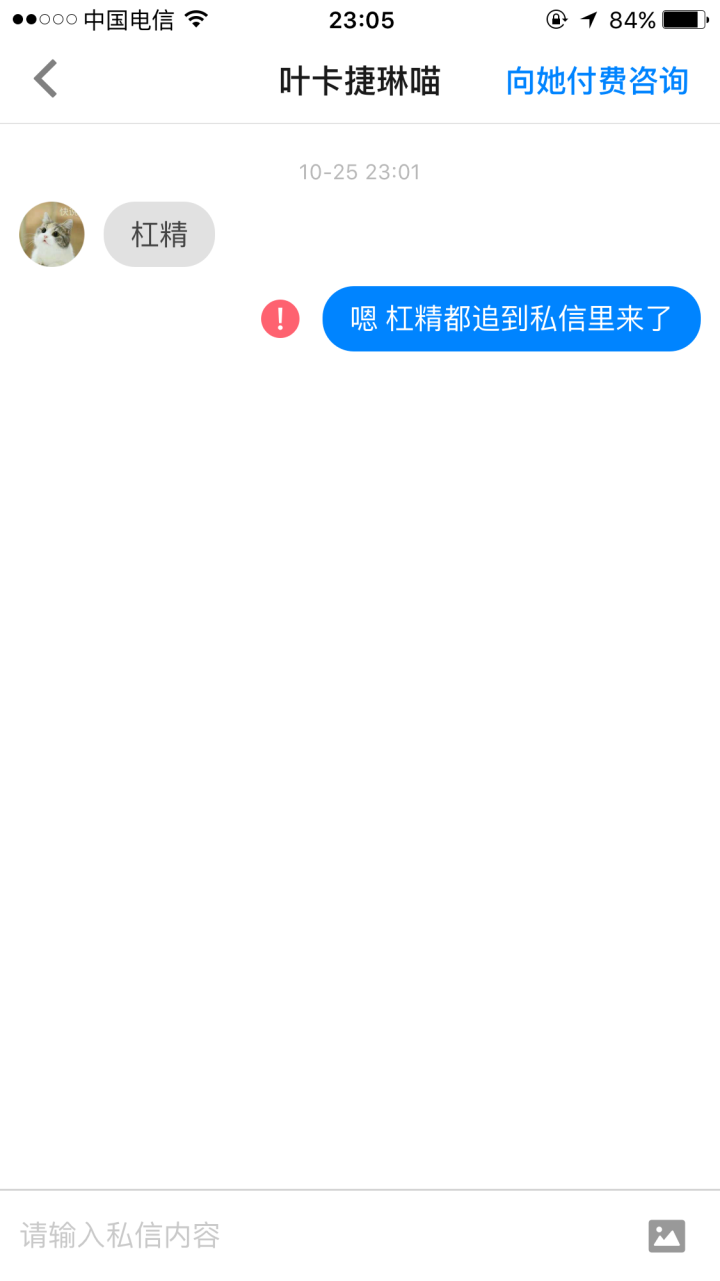 中国电信
23:05
84%
叶卡捷琳喵
向她付费咨询
10-25 23:01
杠精
! 嗯 杠精都追到私信里来了
请输入私信内容